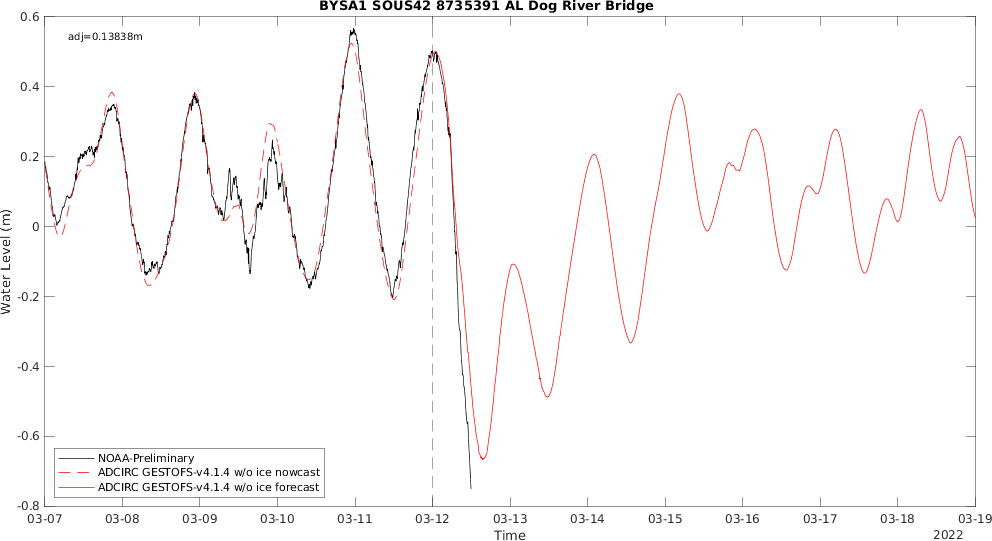 BYSA1 SOUS42 8735391 AL Dog River Bridge
adj=0.13838m
0.6
0.4
0.2
0
-0.2
-0.4
-0.6
-0.8
Water Level (m)
NOAA-Preliminary
ADCIRC GESTOFS-v4.1.4 w/o ice nowcast
ADCIRC GESTOFS-v4.1.4 w/o ice forecast
03-07 03-08 03-09 03-10 03-11 03-12 03-13 03-14 03-15 03-16 03-17 03-18 03-19
Time
2022